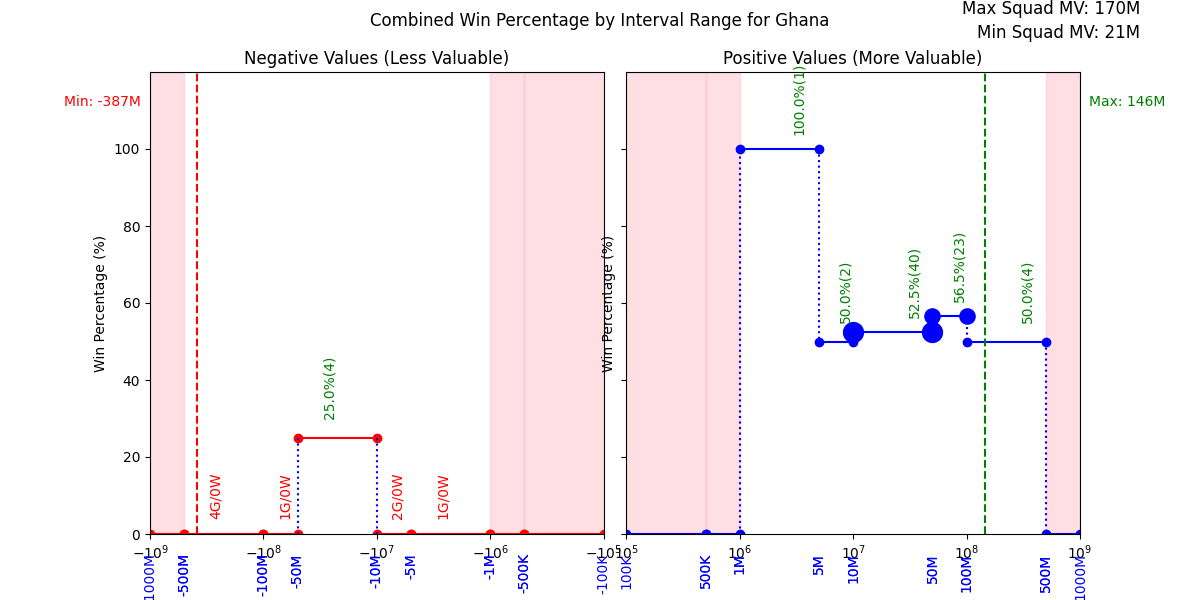 Combined Win Percentage by Interval Range for Ghana
Max Squad MV: 170M
Min Squad MV: 21M
Negative Values (Less Valuable)
Positive Values (More Valuable)
Min: -387M
Max: 146M
Win Percentage (%)
100
80
60
40
20
0
4G/0W
1G/0W
25.0%(4)
2G/0W
1G/0W
−10⁹
−10⁸
−10⁷
−10⁶
−10⁵
1000M
-500M
-100M
-50M
-10M
-5M
-1M
-500K
-100K
Win Percentage (%)
100.0%(1)
50.0%(2)
52.5%(40)
56.5%(23)
50.0%(4)
10⁵
10⁶
10⁷
10⁸
10⁹
100K
500K
1M
5M
10M
50M
100M
500M
1000M